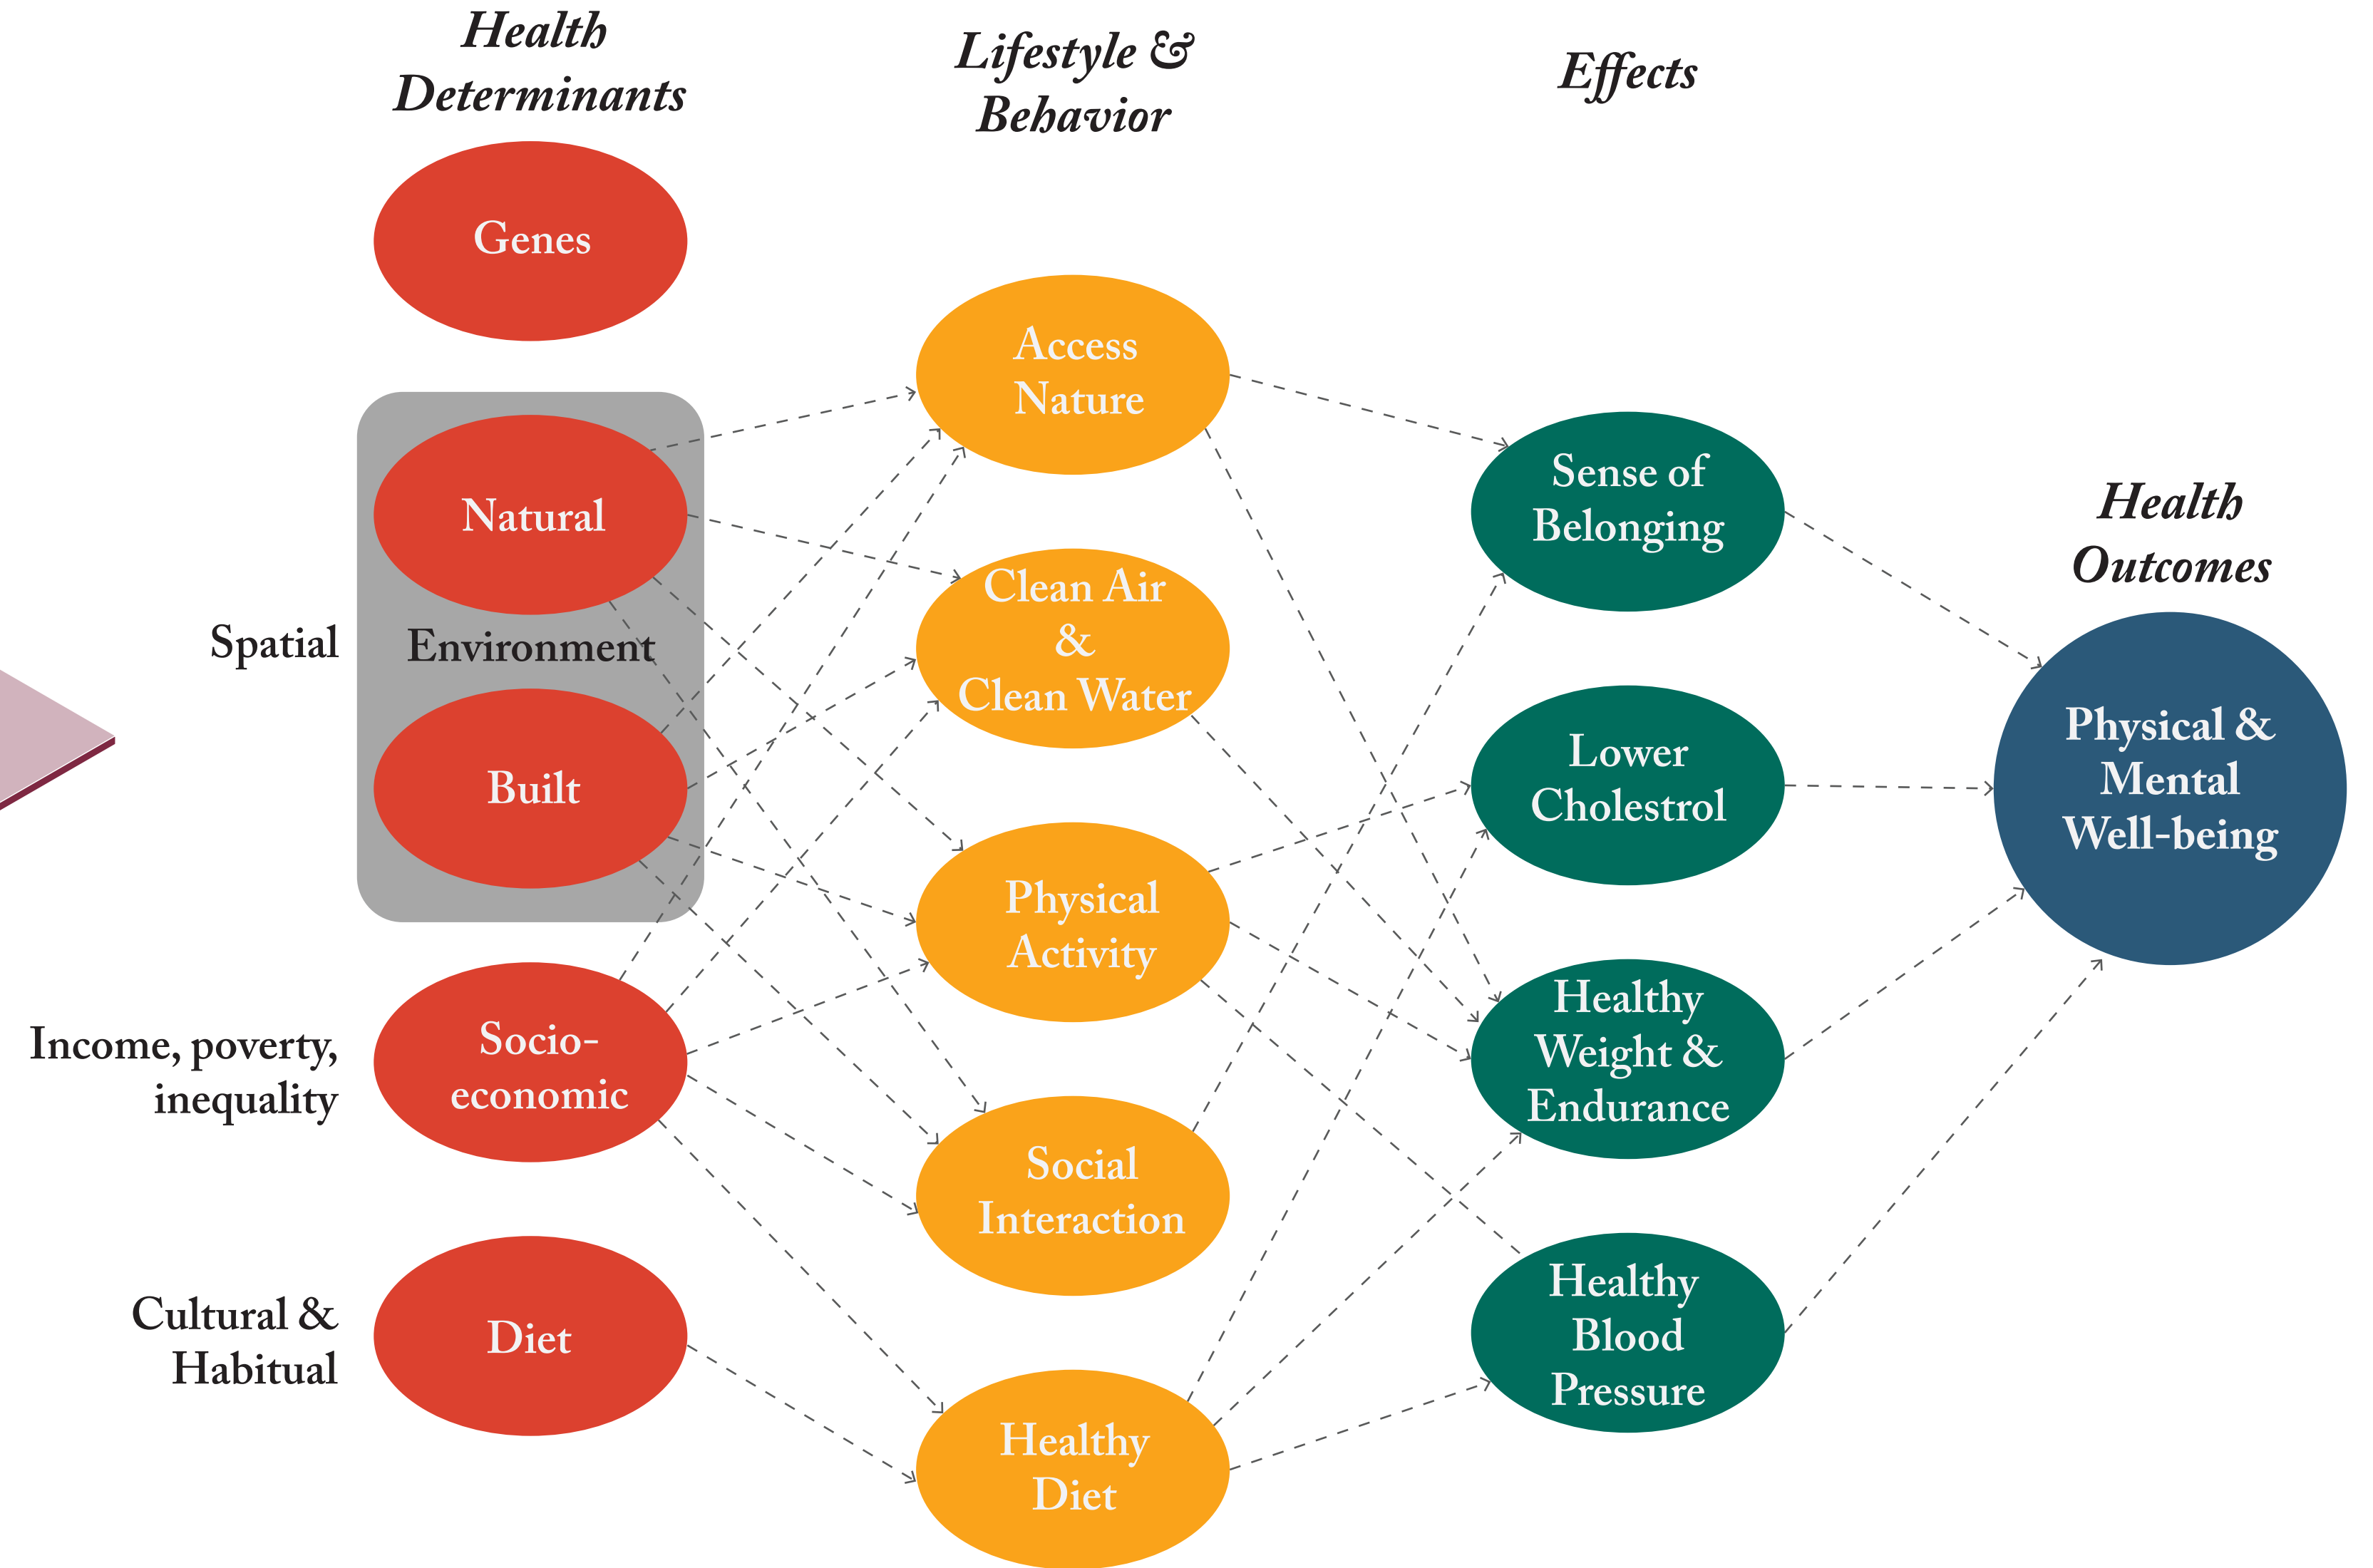 Health
Determinants
Lifestyle &
Behavior
Effects
Health
Outcomes
Genes
Spatial
Environment
Natural
Built
Income, poverty,
inequality
Socio-
economic
Cultural &
Habitual
Diet
Access
Nature
Clean Air
&
Clean Water
Physical
Activity
Social
Interaction
Healthy
Diet
Sense of
Belonging
Lower
Cholestrol
Healthy
Weight &
Endurance
Healthy
Blood
Pressure
Physical &
Mental
Well-being